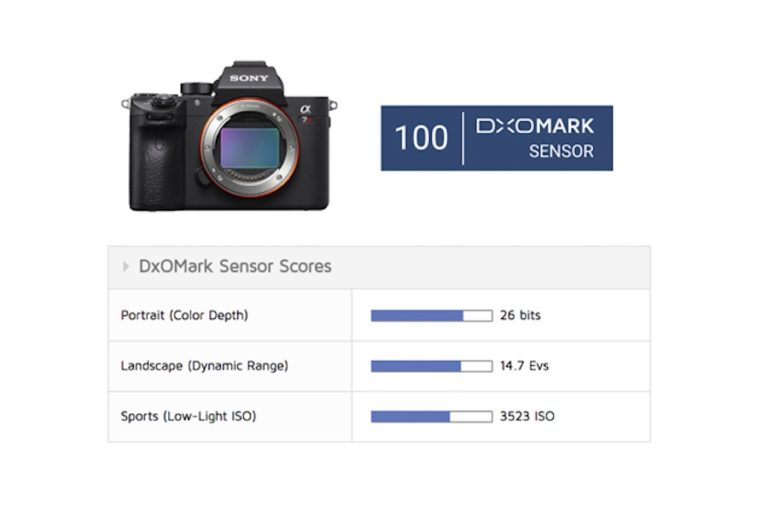 SONY
α
7R
100
DXOMARK
SENSOR
DxOMark Sensor Scores
Portrait (Color Depth)
26 bits
Landscape (Dynamic Range)
14.7 Evs
Sports (Low-Light ISO)
3523 ISO